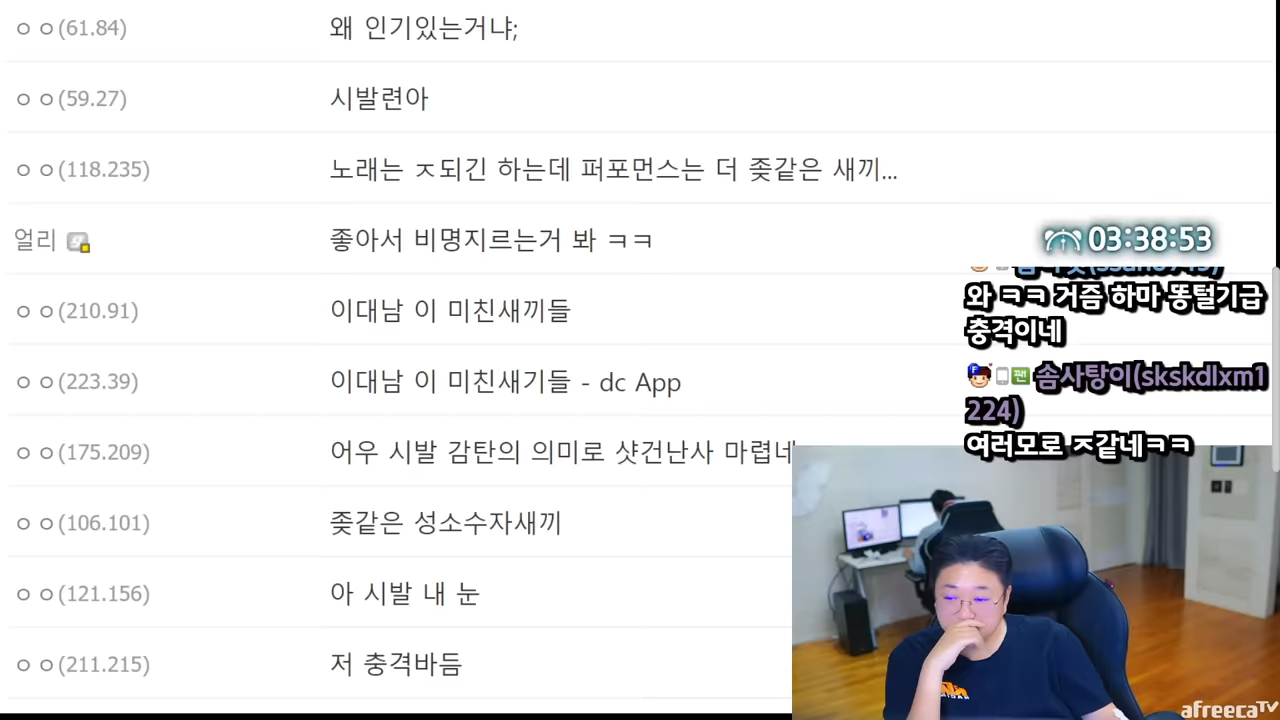 ㅇㅇ(61.84) 왜 인기있는거냐;
ㅇㅇ(59.27) 시발련아
ㅇㅇ(118.235) 노래는 ㅈ되긴 하는데 퍼포먼스는 더 좆같은 새끼...
얼리 좋아서 비명지르는거 봐 ㅋㅋ
03:38:53
와 ㅋㅋ 거즘 하마 똥털기급
충격이네
ㅇㅇ(210.91) 이대남 이 미친새끼들
ㅇㅇ(223.39) 이대남 이 미친새기들 - dc App
팬 솜사탕이(skskdlxm1
224)
여러모로 ㅈ같네ㅋㅋ
ㅇㅇ(175.209) 어우 시발 감탄의 의미로 샷건난사 마렵네
ㅇㅇ(106.101) 좆같은 성소수자새끼
ㅇㅇ(121.156) 아 시발 내 눈
ㅇㅇ(211.215) 저 충격바듬
afreecaTV